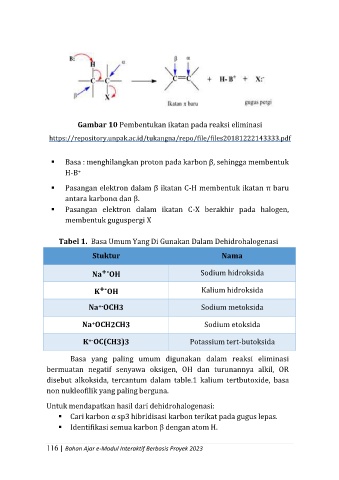 B:
H
α
β
α
C
C
C=C
+ H-B⁺ + X:⁻
β
X
Ikatan π baru
gugus pergi
Gambar 10 Pembentukan ikatan pada reaksi eliminasi
https://repository.unpak.ac.id/tukangna/repo/file/files20181222143333.pdf
▪ Basa : menghilangkan proton pada karbon β, sehingga membentuk
H-B⁺
▪ Pasangan elektron dalam β ikatan C-H membentuk ikatan π baru
antara karbonα dan β.
▪ Pasangan elektron dalam ikatan C-X berakhir pada halogen,
membentuk guguspergi X
Tabel 1. Basa Umum Yang Di Gunakan Dalam Dehidrohalogenasi
Stuktur Nama
Na⁺⁻OH Sodium hidroksida
K⁺⁻OH Kalium hidroksida
Na⁺⁻OCH3 Sodium metoksida
Na⁺OCH2CH3 Sodium etoksida
K⁺⁻OC(CH3)3 Potassium tert-butoksida
Basa yang paling umum digunakan dalam reaksi eliminasi
bermuatan negatif senyawa oksigen, OH dan turunannya alkil, OR
disebut alkoksida, tercantum dalam table.1 kalium tertbutoxide, basa
non nukleofilik yang paling berguna.
Untuk mendapatkan hasil dari dehidrohalogenasi:
▪ Cari karbon α sp3 hibridisasi karbon terikat pada gugus lepas.
▪ Identifikasi semua karbon β dengan atom H.
116 | Bahan Ajar e-Modul Interaktif Berbasis Proyek 2023